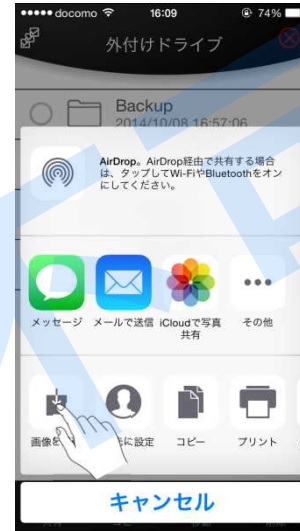 docomo 16:09 74%
外付けドライブ
Backup
2014/10/08 16:57:06
AirDrop。AirDrop経由で共有する場合
は、タップしてWi-FiやBluetoothをオン
にしてください。
メッセージ メールで送信 iCloudで写真 その他
共有
画像を に設定 コピー プリント
キャンセル